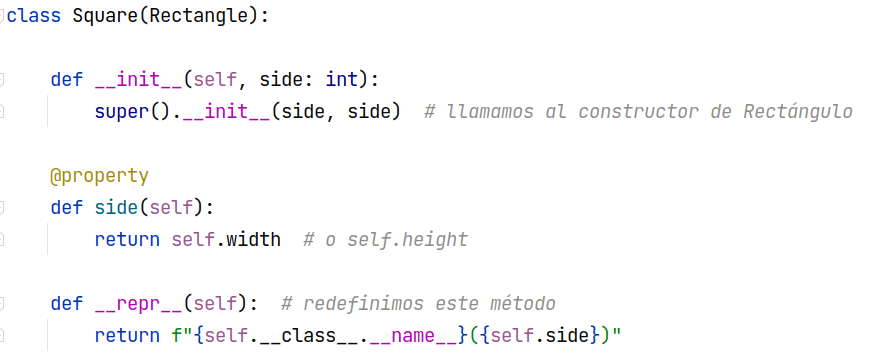 class Square(Rectangle):
    def __init__(self, side: int):
        super().__init__(side, side)  # llamamos al constructor de Rectángulo
    @property
    def side(self):
        return self.width  # o self.height
    def __repr__(self):  # redefinimos este método
        return f"{self.__class__.__name__}({self.side})"